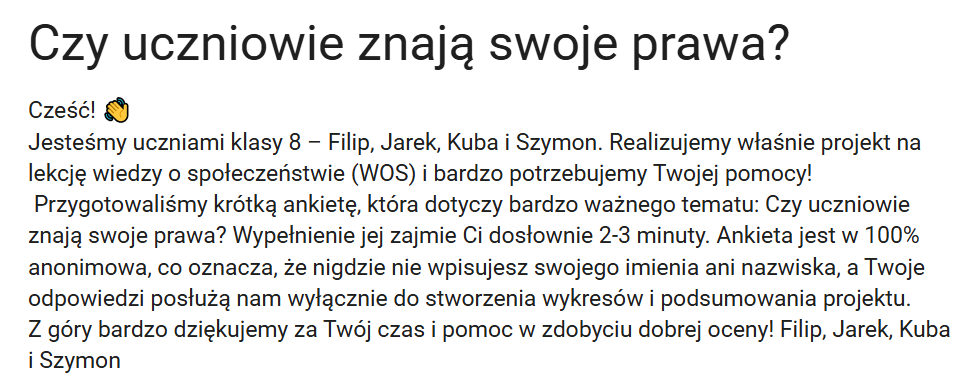 Czy uczniowie znają swoje prawa?
Cześć! 👋
Jesteśmy uczniami klasy 8 – Filip, Jarek, Kuba i Szymon. Realizujemy właśnie projekt na
lekcję wiedzy o społeczeństwie (WOS) i bardzo potrzebujemy Twojej pomocy!
Przygotowaliśmy krótką ankietę, która dotyczy bardzo ważnego tematu: Czy uczniowie
znają swoje prawa? Wypełnienie jej zajmie Ci dosłownie 2-3 minuty. Ankieta jest w 100%
anonimowa, co oznacza, że nigdzie nie wpisujesz swojego imienia ani nazwiska, a Twoje
odpowiedzi posłużą nam wyłącznie do stworzenia wykresów i podsumowania projektu.
Z góry bardzo dziękujemy za Twój czas i pomoc w zdobyciu dobrej oceny! Filip, Jarek, Kuba
i Szymon